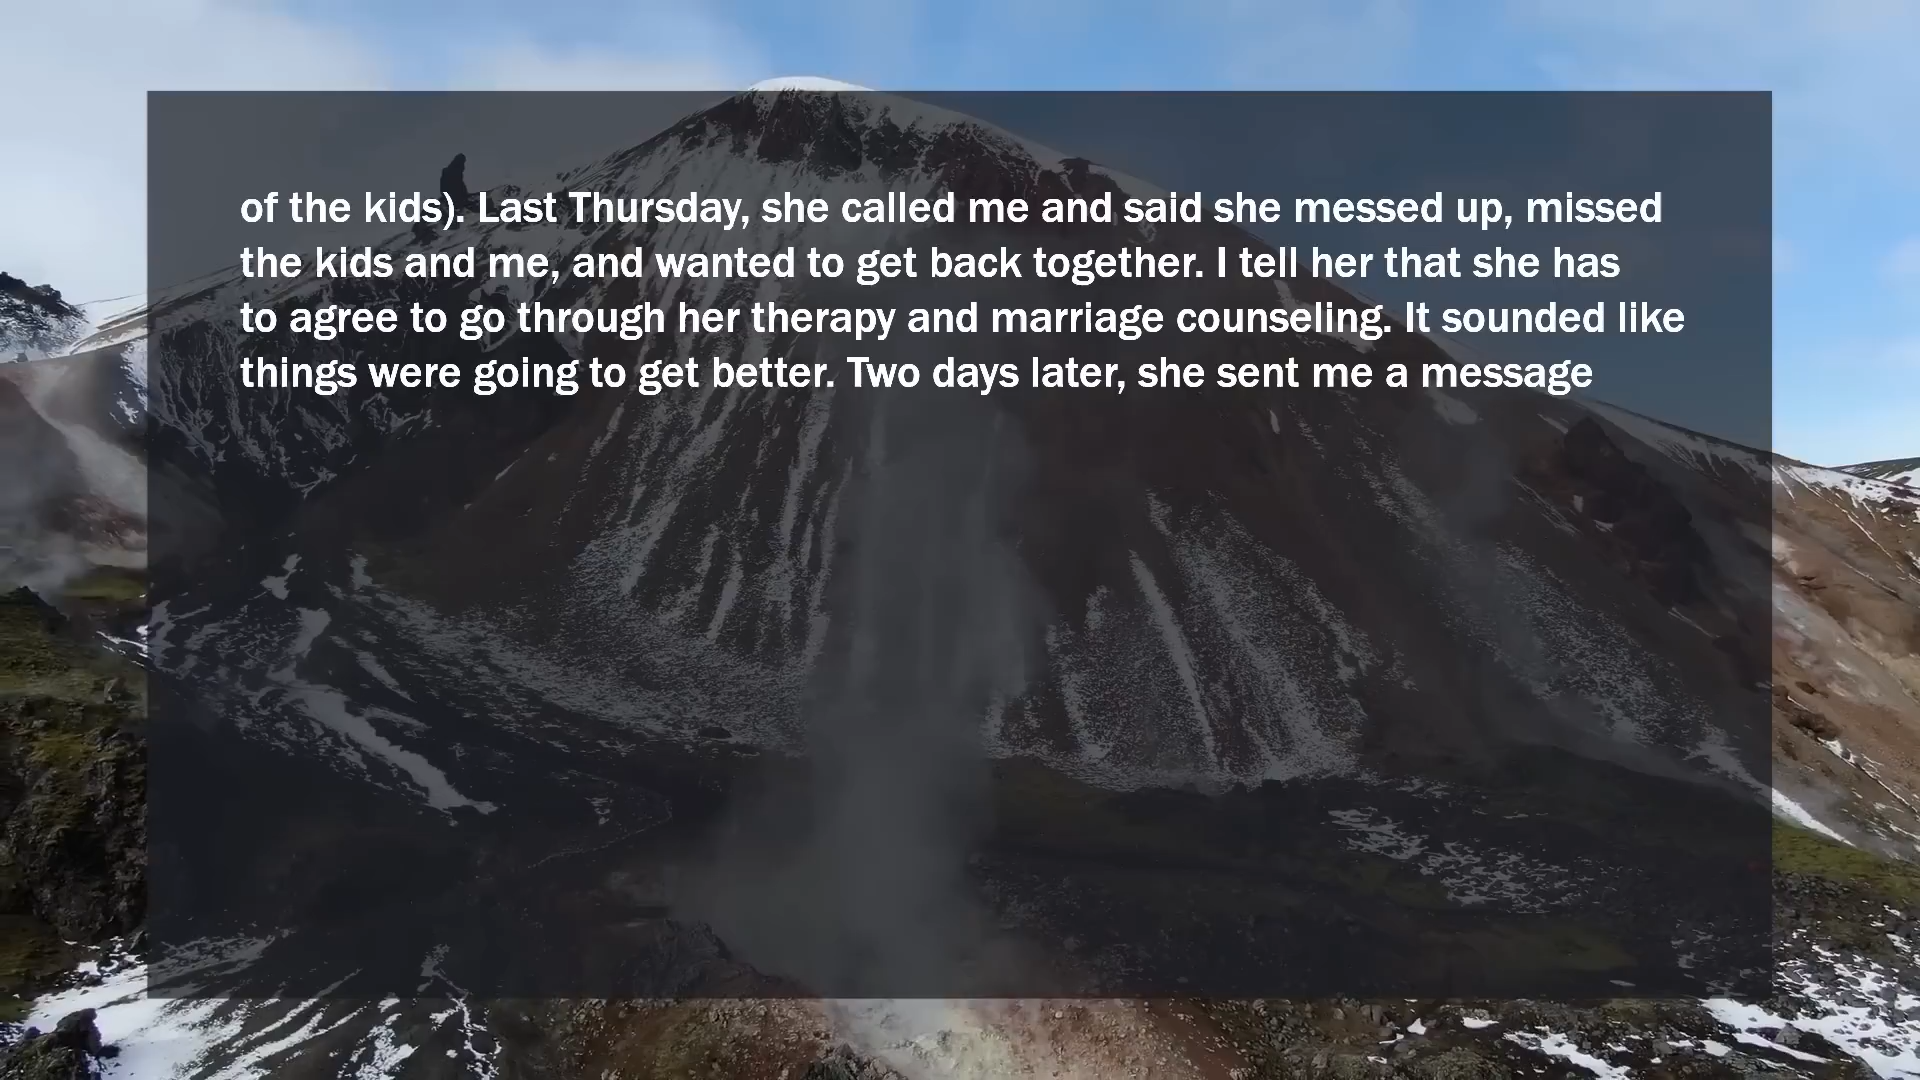 of the kids). Last Thursday, she called me and said she messed up, missed
the kids and me, and wanted to get back together. I tell her that she has
to agree to go through her therapy and marriage counseling. It sounded like
things were going to get better. Two days later, she sent me a message